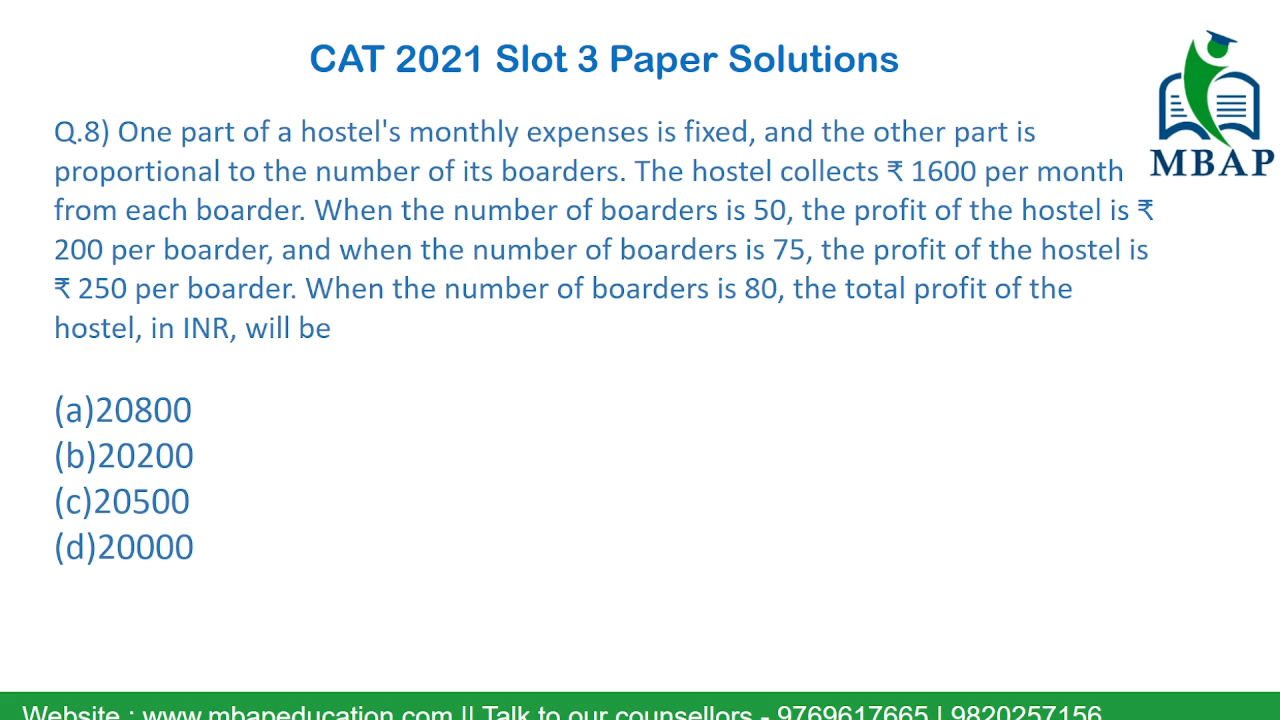 CAT 2021 Slot 3 Paper Solutions
MBAP
Q.8) One part of a hostel's monthly expenses is fixed, and the other part is
proportional to the number of its boarders. The hostel collects ₹ 1600 per month
from each boarder. When the number of boarders is 50, the profit of the hostel is ₹
200 per boarder, and when the number of boarders is 75, the profit of the hostel is
₹ 250 per boarder. When the number of boarders is 80, the total profit of the
hostel, in INR, will be
(a)20800
(b)20200
(c)20500
(d)20000
Website : www.mbapeducation.com || Talk to our counsellors - 9769617665 | 9820257156